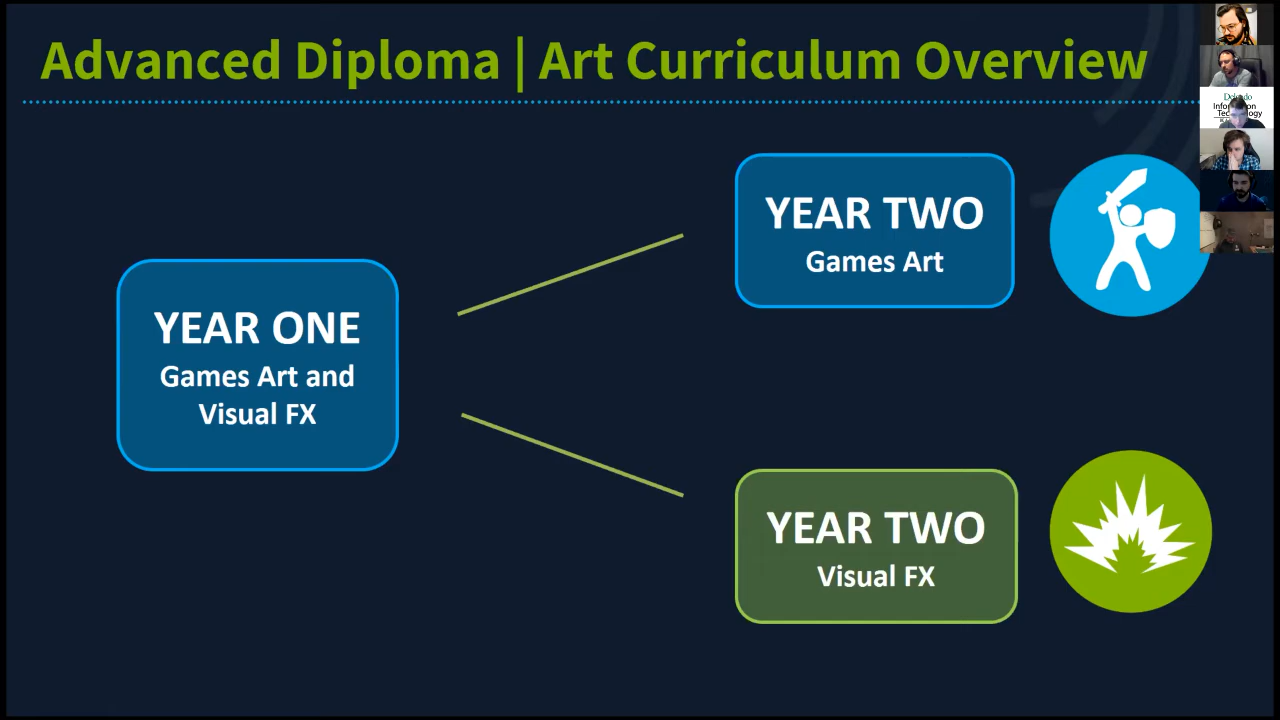 Advanced Diploma | Art Curriculum Overview
YEAR ONE
Games Art and
Visual FX
YEAR TWO
Games Art
YEAR TWO
Visual FX